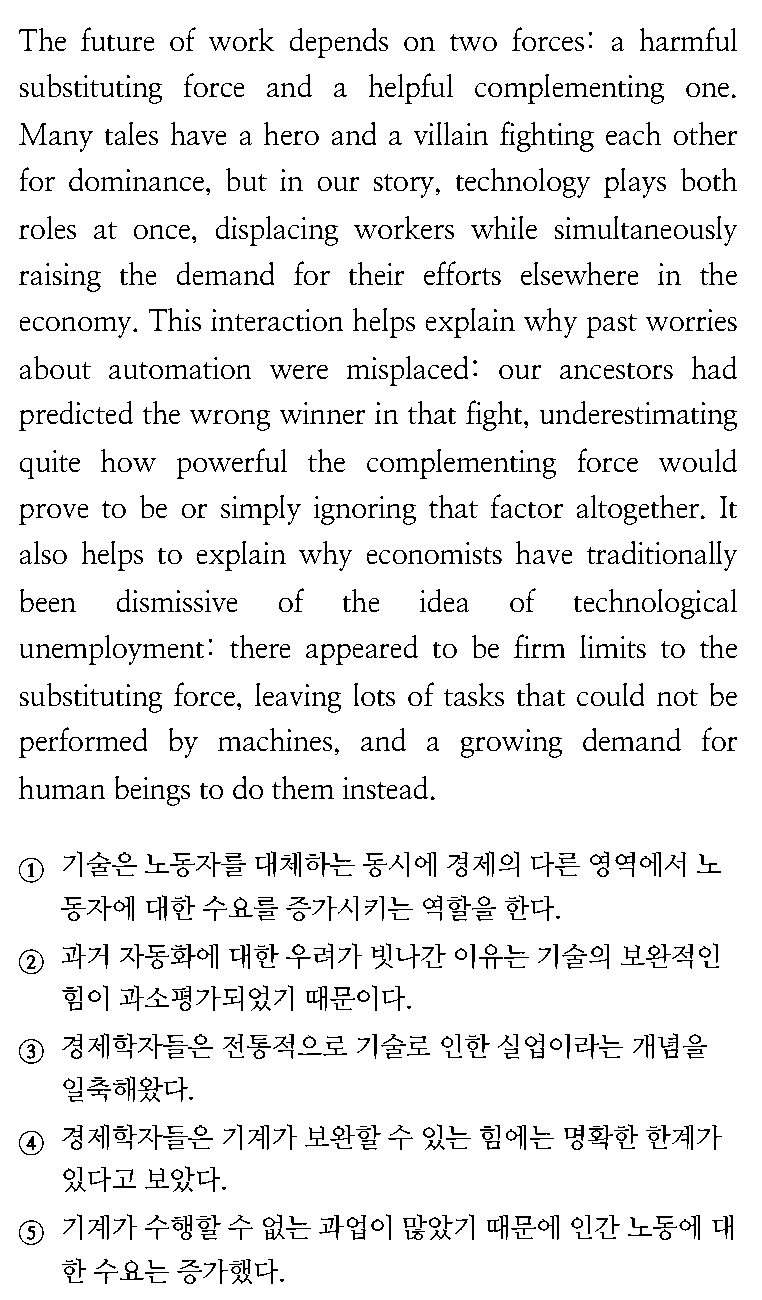 The future of work depends on two forces: a harmful
substituting force and a helpful complementing one.
Many tales have a hero and a villain fighting each other
for dominance, but in our story, technology plays both
roles at once, displacing workers while simultaneously
raising the demand for their efforts elsewhere in the
economy. This interaction helps explain why past worries
about automation were misplaced: our ancestors had
predicted the wrong winner in that fight, underestimating
quite how powerful the complementing force would
prove to be or simply ignoring that factor altogether. It
also helps to explain why economists have traditionally
been dismissive of the idea of technological
unemployment: there appeared to be firm limits to the
substituting force, leaving lots of tasks that could not be
performed by machines, and a growing demand for
human beings to do them instead.
① 기술은 노동자를 대체하는 동시에 경제의 다른 영역에서 노
동자에 대한 수요를 증가시키는 역할을 한다.
② 과거 자동화에 대한 우려가 빗나간 이유는 기술의 보완적인
힘이 과소평가되었기 때문이다.
③ 경제학자들은 전통적으로 기술로 인한 실업이라는 개념을
일축해왔다.
④ 경제학자들은 기계가 보완할 수 있는 힘에는 명확한 한계가
있다고 보았다.
⑤ 기계가 수행할 수 없는 과업이 많았기 때문에 인간 노동에 대
한 수요는 증가했다.